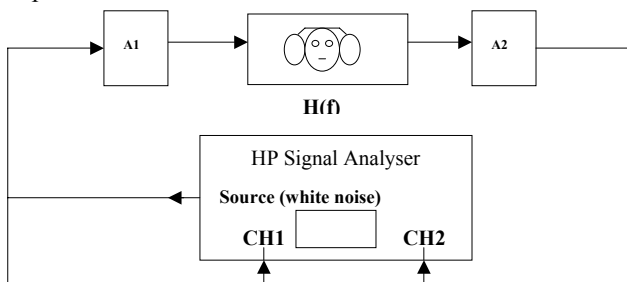 A1
A2
H(f)
HP Signal Analyser
Source (white noise)
CH1
CH2